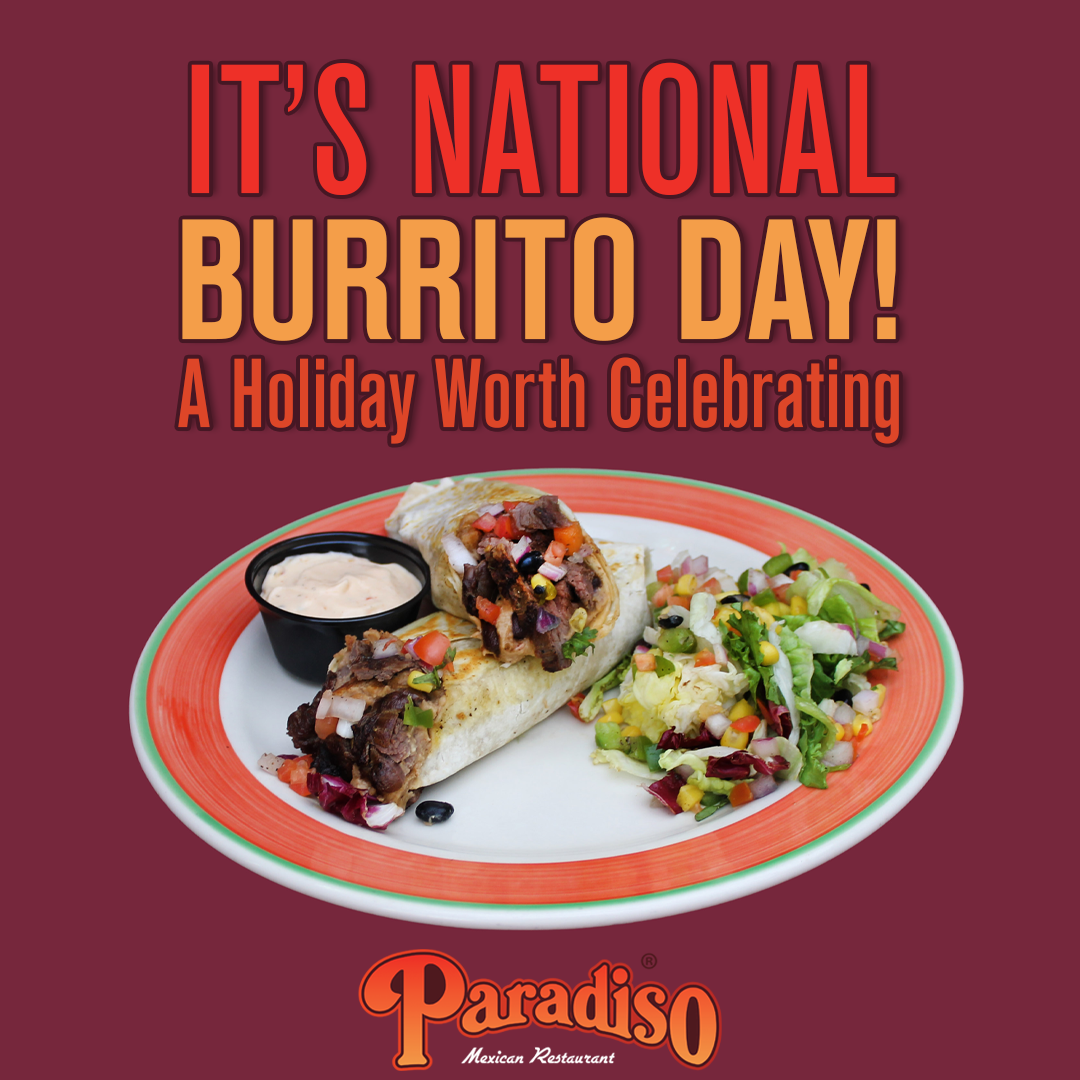 IT’S NATIONAL
BURRITO DAY!
A Holiday Worth Celebrating
Paradiso®
Mexican Restaurant